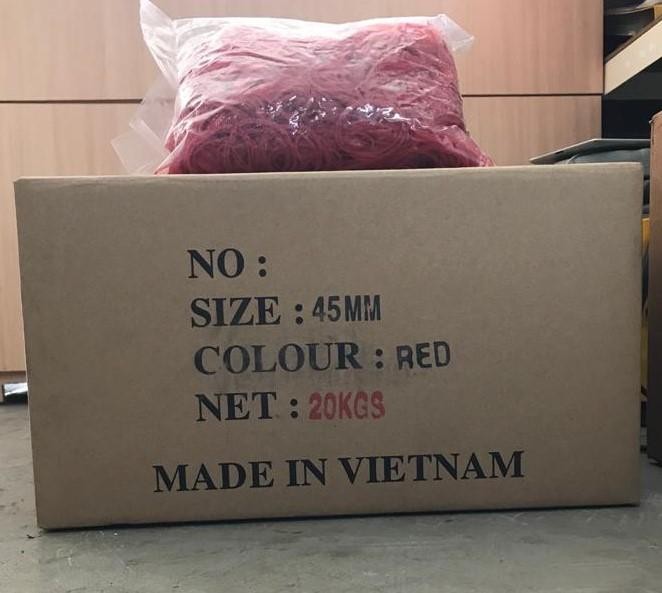 NO :
SIZE : 45MM
COLOUR : RED
NET : 20KGS
MADE IN VIETNAM